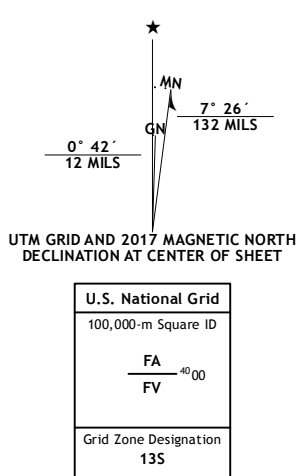 ★
MN
GN
7° 26´
132 MILS
0° 42´
12 MILS
UTM GRID AND 2017 MAGNETIC NORTH
DECLINATION AT CENTER OF SHEET
U.S. National Grid
100,000-m Square ID
FA
4000
FV
Grid Zone Designation
13S